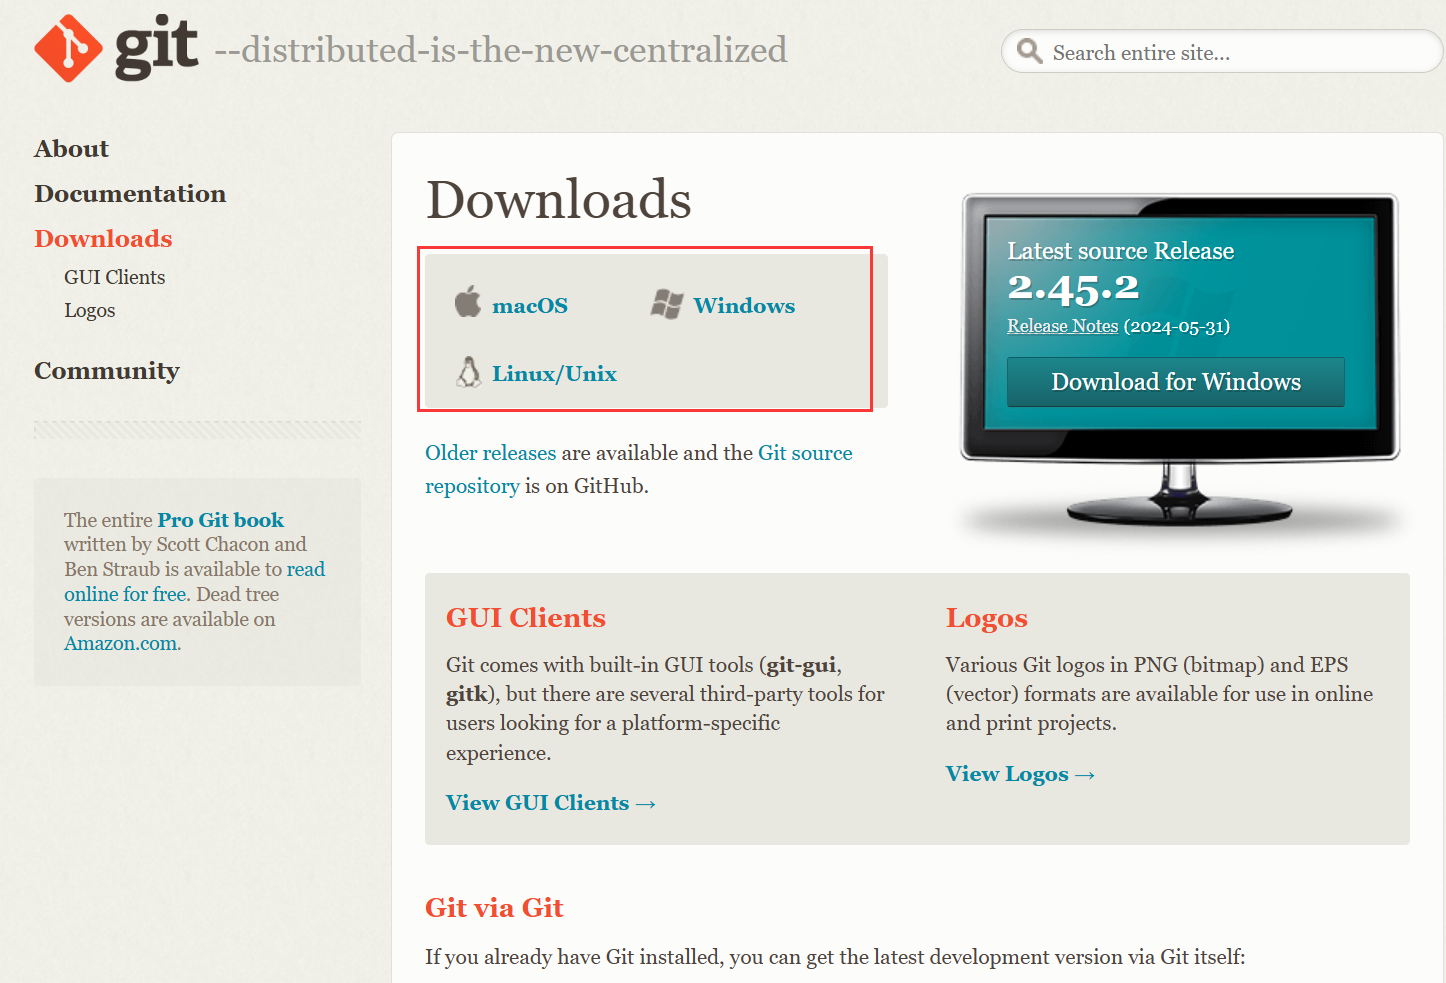 git --distributed-is-the-new-centralized
Search entire site...
About
Documentation
Downloads
GUI Clients
Logos
Community
The entire Pro Git book
written by Scott Chacon and
Ben Straub is available to read
online for free. Dead tree
versions are available on
Amazon.com.
Downloads
macOS
Windows
Linux/Unix
Older releases are available and the Git source
repository is on GitHub.
Latest source Release
2.45.2
Release Notes (2024-05-31)
Download for Windows
GUI Clients
Git comes with built-in GUI tools (git-gui,
gitk), but there are several third-party tools for
users looking for a platform-specific
experience.
View GUI Clients →
Logos
Various Git logos in PNG (bitmap) and EPS
(vector) formats are available for use in online
and print projects.
View Logos →
Git via Git
If you already have Git installed, you can get the latest development version via Git itself: